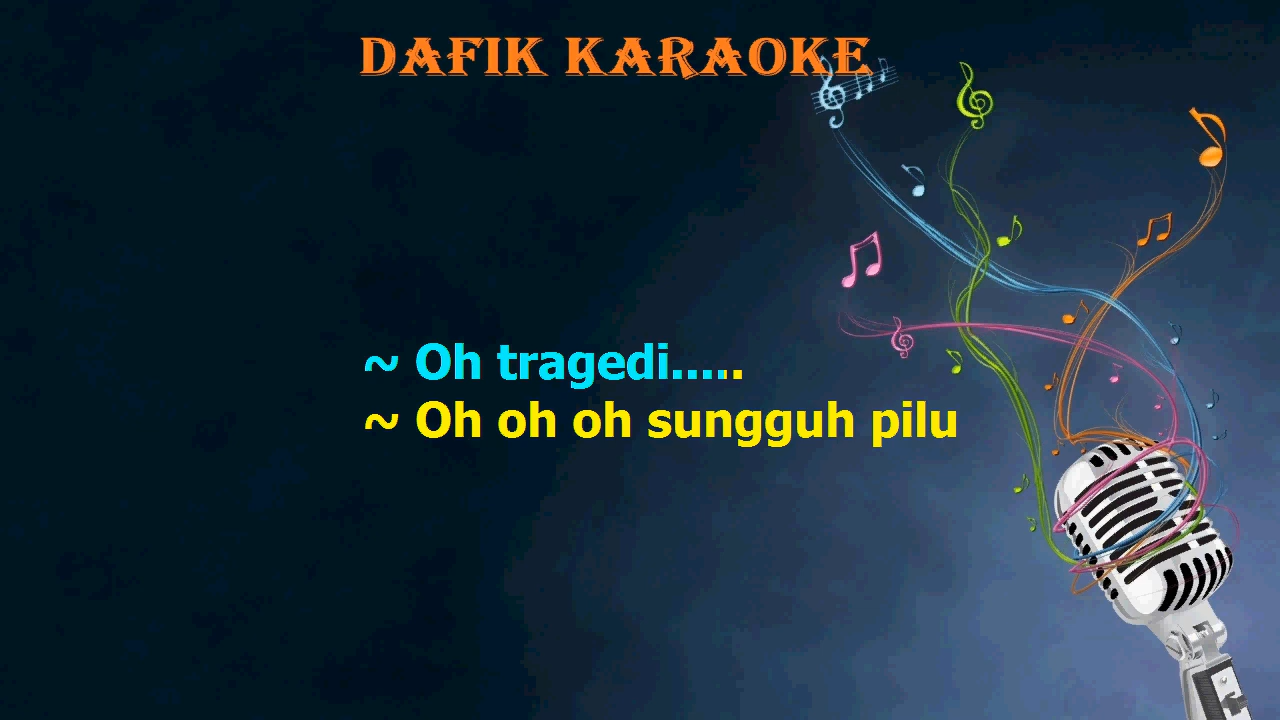 DAFIK KARAOKE
~ Oh tragedi.....
~ Oh oh oh sungguh pilu